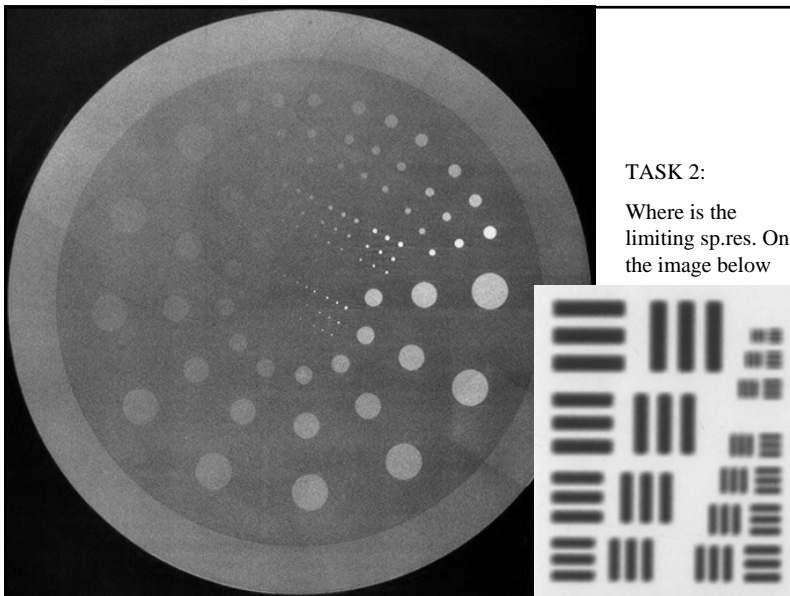 TASK 2:
Where is the
limiting sp.res. On
the image below